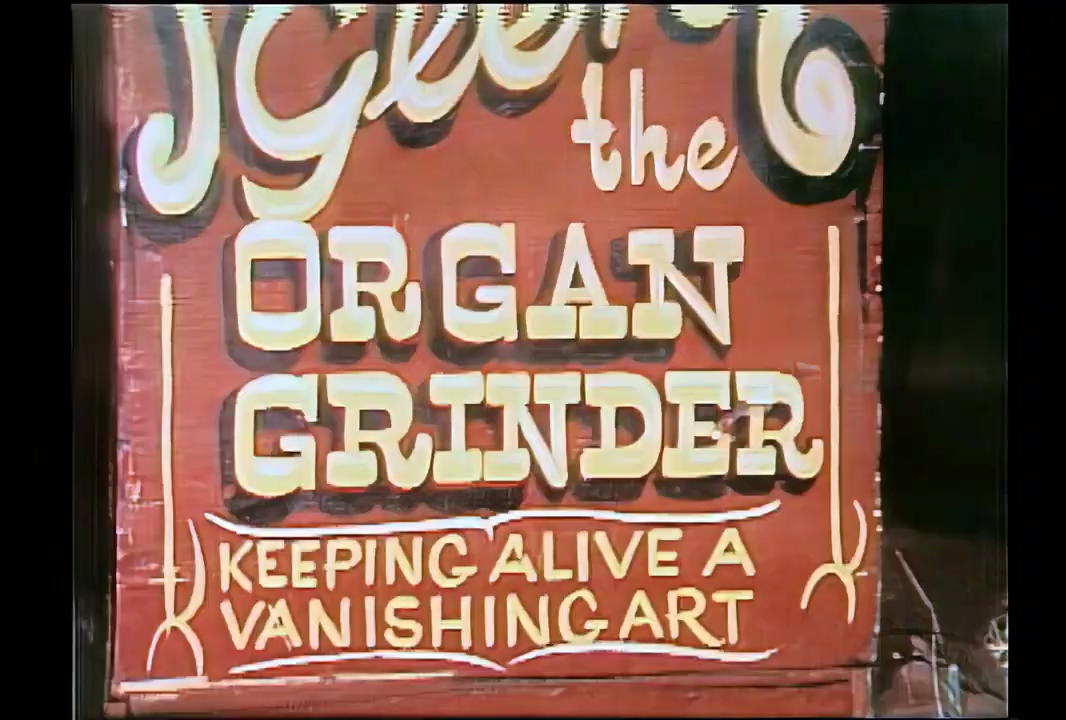 the
ORGAN
GRINDER
KEEPING ALIVE A
VANISHING ART